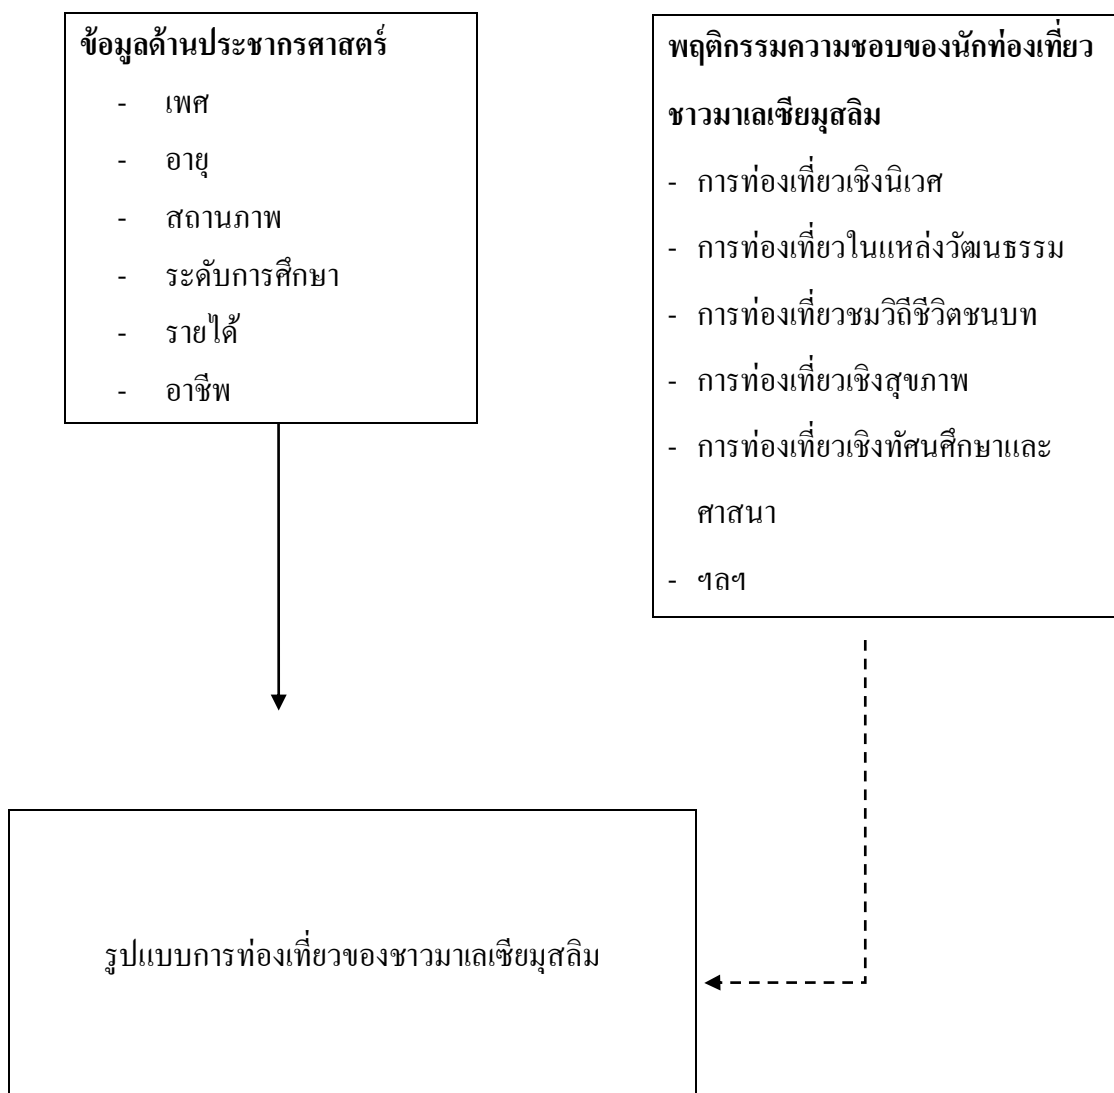 ข้อมูลด้านประชากรศาสตร์
- เพศ
- อายุ
- สถานภาพ
- ระดับการศึกษา
- รายได้
- อาชีพ
พฤติกรรมความชอบของนักท่องเที่ยว
ชาวมาเลเซียมุสลิม
- การท่องเที่ยวเชิงนิเวศ
- การท่องเที่ยวในแหล่งวัฒนธรรม
- การท่องเที่ยวชมวิถีชีวิตชนบท
- การท่องเที่ยวเชิงสุขภาพ
- การท่องเที่ยวเชิงทัศนศึกษาและ
ศาสนา
- ฯลฯ
รูปแบบการท่องเที่ยวของชาวมาเลเซียมุสลิม